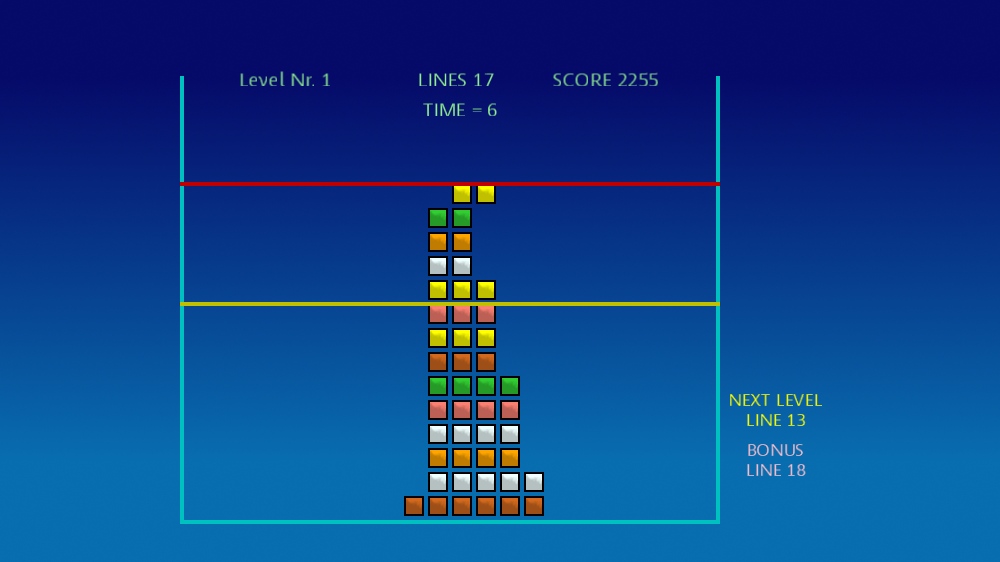 Level Nr. 1
LINES 17
SCORE 2255
TIME = 6
NEXT LEVEL
LINE 13
BONUS
LINE 18